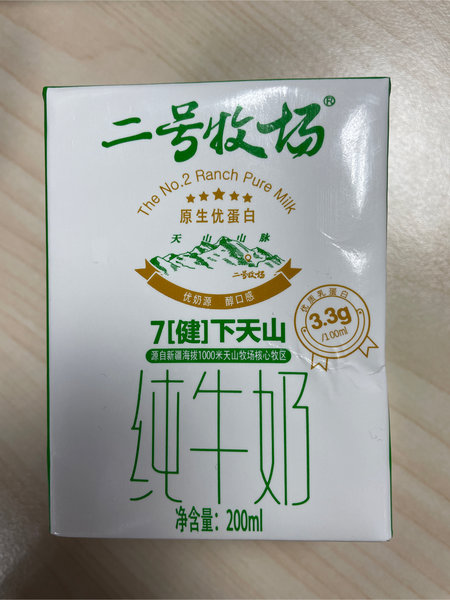 二号牧场®
The No.2 Ranch Pure Milk
原生优蛋白
天山山脉
二号牧场
优奶源 醇口感
优质乳蛋白
3.3g
/100ml
7[健]下天山
源自新疆海拔1000米天山牧场核心牧区
纯牛奶
净含量：200ml